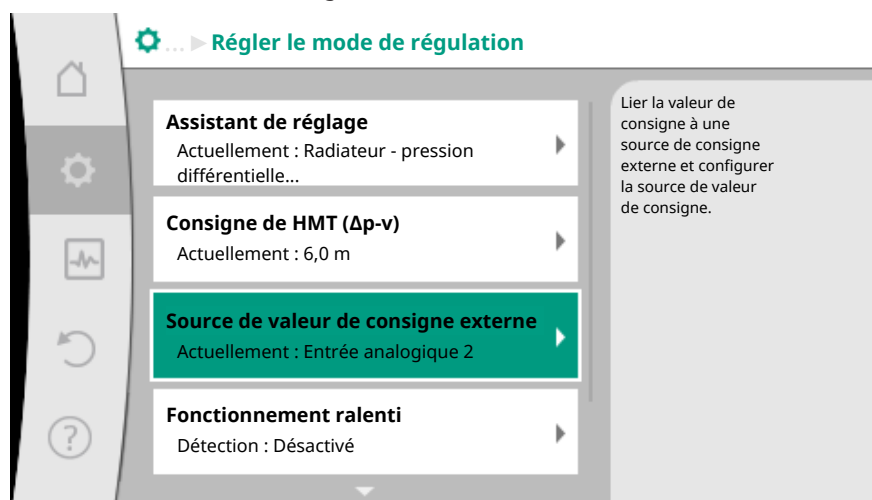 ... ▶ Régler le mode de régulation
Assistant de réglage
Actuellement : Radiateur - pression
différentielle...
Consigne de HMT (Δp-v)
Actuellement : 6,0 m
Source de valeur de consigne externe
Actuellement : Entrée analogique 2
Fonctionnement ralenti
Détection : Désactivé
Lier la valeur de
consigne à une
source de consigne
externe et configurer
la source de valeur
de consigne.
?